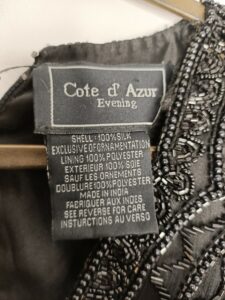 Cote d' Azur
Evening
SHELL: 100% SILK
EXCLUSIVE OF ORNAMENTATION
LINING 100% POLYESTER
EXTERIEUR 100% SOIE
SAUF LES ORNEMENTS
DOUBLURE 100% POLYESTER
MADE IN INDIA
FABRIQUER AUX INDES
SEE REVERSE FOR CARE
INSTRUCTIONS AU VERSO